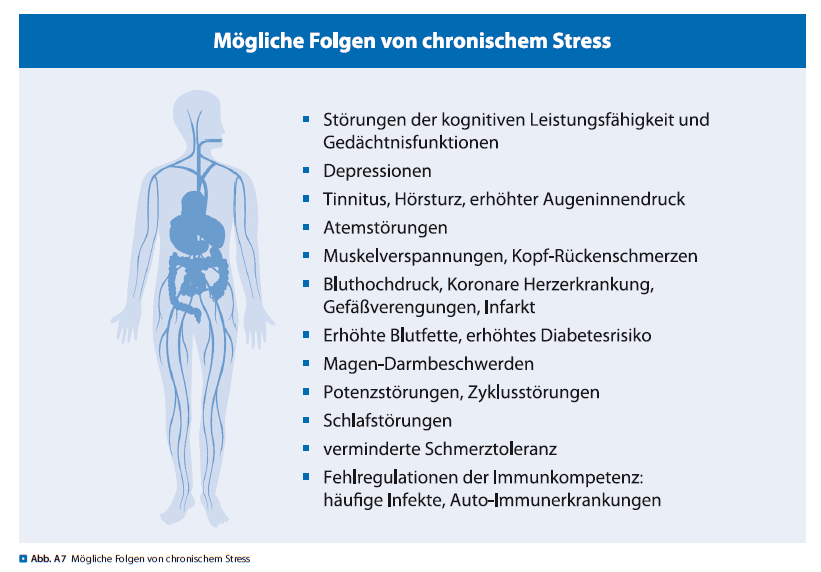 Mögliche Folgen von chronischem Stress
Störungen der kognitiven Leistungsfähigkeit und
Gedächtnisfunktionen
Depressionen
Tinnitus, Hörsturz, erhöhter Augeninnendruck
Atemstörungen
Muskelverspannungen, Kopf-Rückenschmerzen
Bluthochdruck, Koronare Herzerkrankung,
Gefäßverengungen, Infarkt
Erhöhte Blutfette, erhöhtes Diabetesrisiko
Magen-Darmbeschwerden
Potenzstörungen, Zyklusstörungen
Schlafstörungen
verminderte Schmerztoleranz
Fehlregulationen der Immunkompetenz:
häufige Infekte, Auto-Immunerkrankungen
Abb. A7 Mögliche Folgen von chronischem Stress